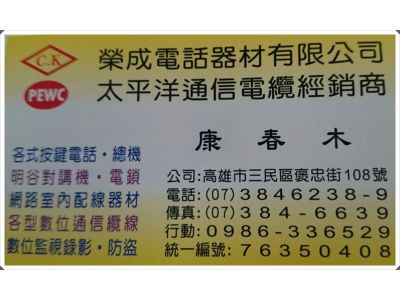 C.K
榮成電話器材有限公司
PEWC
太平洋通信電纜經銷商
康春木
各式按鍵電話・總機
明谷對講機・電鎖
網路室內配線器材
各型數位通信纜線
數位監視錄影・防盜
公司:高雄市三民區褒忠街108號
電話:(07)3846238-9
傳真:(07)384-6639
行動:0986-336529
統一編號:76350408